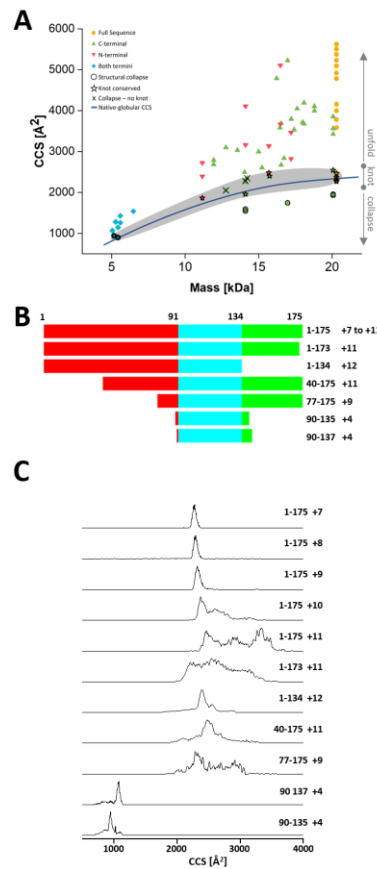 A
Full Sequence
C-terminal
N-terminal
Both termini
Structural collapse
Knot conserved
Collapse – no knot
Native-globular CCS
6000
5000
4000
3000
2000
1000
CCS [Å²]
5
10
15
20
Mass [kDa]
unfold
knot
collapse
B
1 91 134 175
1-175 +7 to +1
1-173 +11
1-134 +12
40-175 +11
77-175 +9
90-135 +4
90-137 +4
C
1-175 +7
1-175 +8
1-175 +9
1-175 +10
1-175 +11
1-173 +11
1-134 +12
40-175 +11
77-175 +9
90 137 +4
90-135 +4
1000 2000 3000 4000
CCS [Å²]